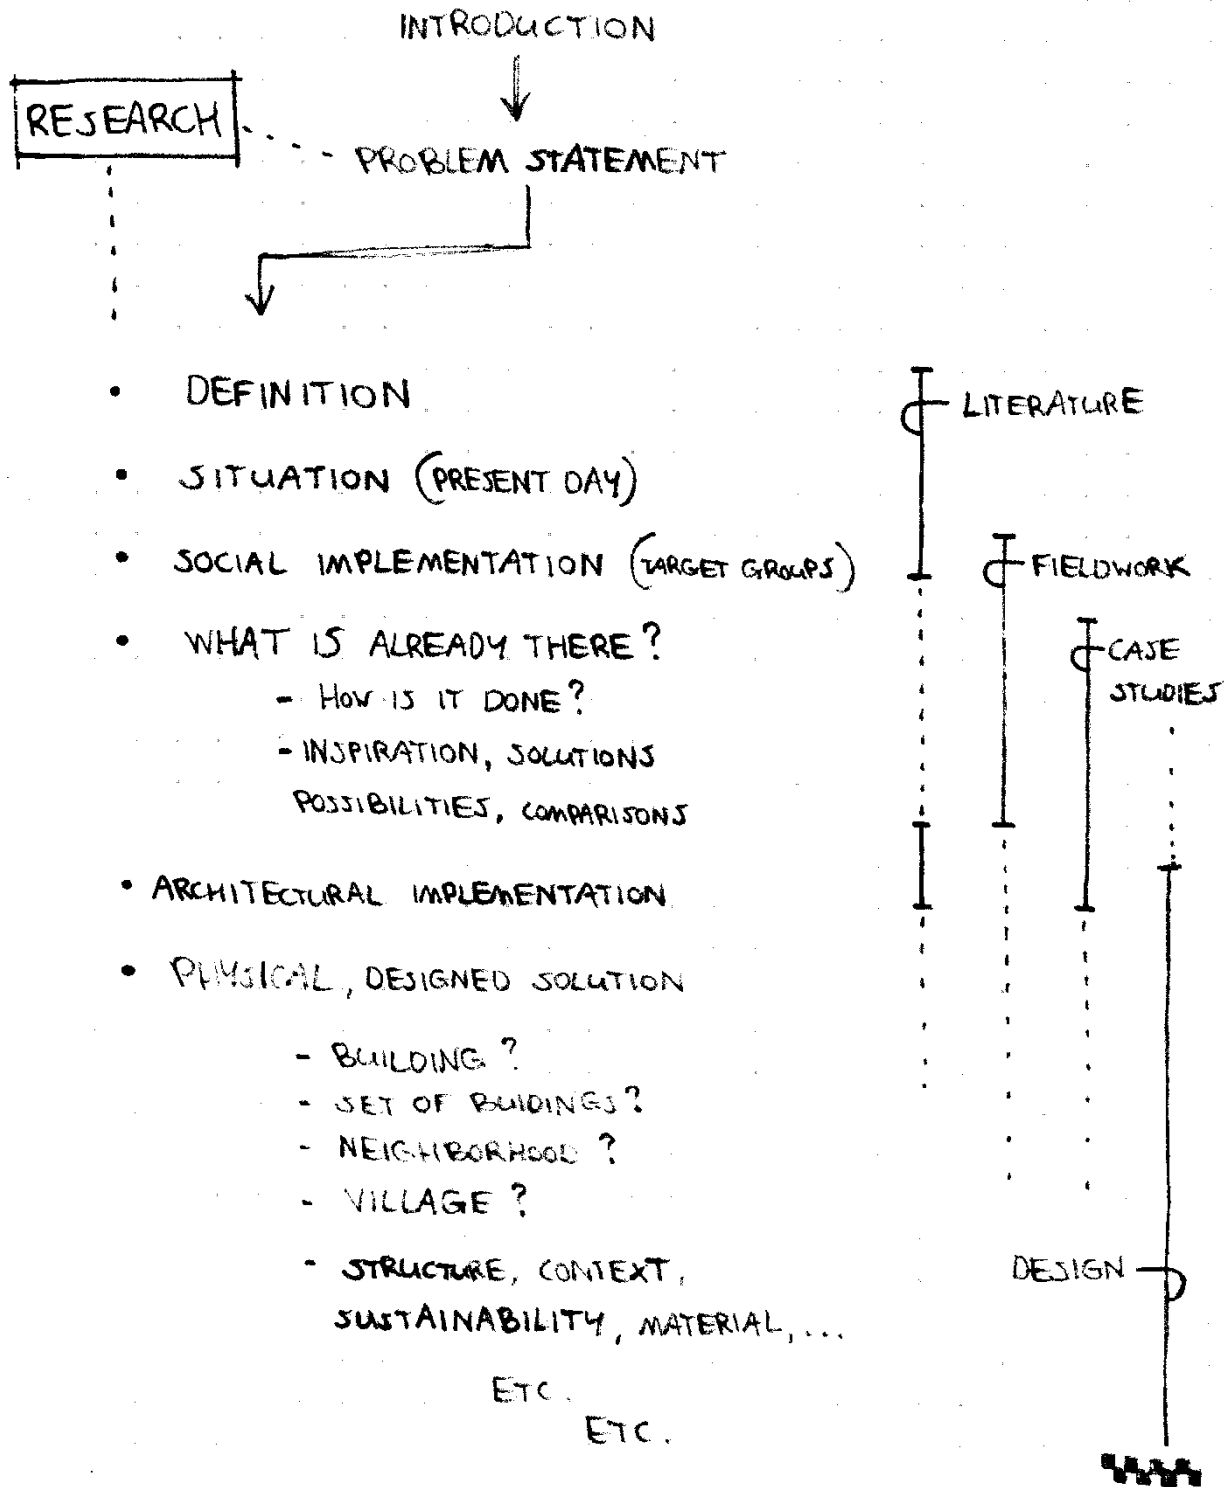 INTRODUCTION
RESEARCH
PROBLEM STATEMENT
• DEFINITION
LITERATURE
• SITUATION (PRESENT DAY)
• SOCIAL IMPLEMENTATION (TARGET GROUPS)
FIELDWORK
• WHAT IS ALREADY THERE?
CASE
STUDIES
- HOW IS IT DONE?
- INSPIRATION, SOLUTIONS
POSSIBILITIES, COMPARISONS
• ARCHITECTURAL IMPLEMENTATION
• PHYSICAL, DESIGNED SOLUTION
- BUILDING?
- SET OF BUIDINGS?
- NEIGHBORHOOD?
- VILLAGE?
- STRUCTURE, CONTEXT,
SUSTAINABILITY, MATERIAL, ...
DESIGN
ETC.
ETC.